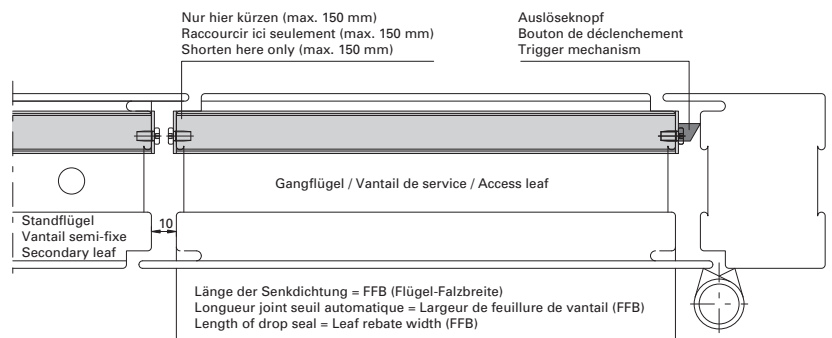 Nur hier kürzen (max. 150 mm)
Raccourcir ici seulement (max. 150 mm)
Shorten here only (max. 150 mm)
Auslöseknopf
Bouton de déclenchement
Trigger mechanism
Gangflügel / Vantail de service / Access leaf
Standflügel
Vantail semi-fixe
Secondary leaf
10
Länge der Senkdichtung = FFB (Flügel-Falzbreite)
Longueur joint seuil automatique = Largeur de feuillure de vantail (FFB)
Length of drop seal = Leaf rebate width (FFB)